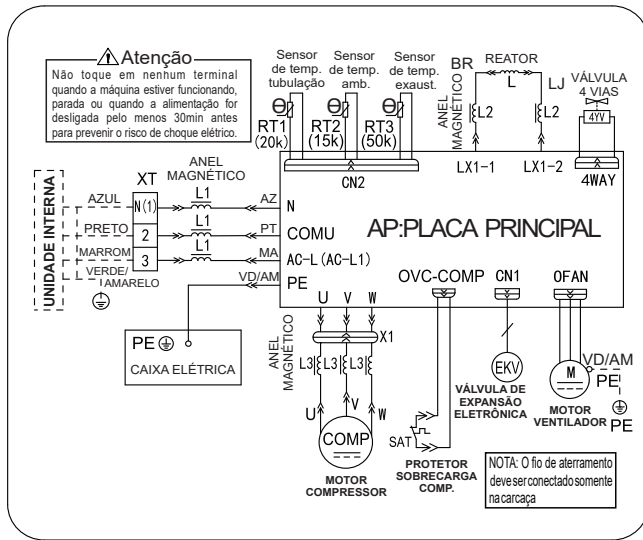 Atenção
Não toque em nenhum terminal
quando a máquina estiver funcionando,
parada ou quando a alimentação for
desligada pelo menos 30min antes
para prevenir o risco de choque elétrico.
Sensor
de temp.
tubulação
Sensor
de temp.
amb.
Sensor
de temp.
exaust.
RT1
(20k)
RT2
(15k)
RT3
(50k)
CN2
ANEL
MAGNÉTICO
BR
REATOR
L
LJ
L2
L2
LX1-1
LX1-2
VÁLVULA
4 VIAS
4YV
4WAY
UNIDADE INTERNA
XT
ANEL
MAGNÉTICO
AZUL
N(1)
L1
AZ
N
PRETO
2
L1
PT
COMU
MARROM
3
L1
MA
AC-L (AC-L1)
VERDE/
AMARELO
VD/AM
PE
AP:PLACA PRINCIPAL
PE
CAIXA ELÉTRICA
U
V
W
X1
ANEL
MAGNÉTICO
L3
L3
L3
U
V
W
COMP
MOTOR
COMPRESSOR
OVC-COMP
SAT
PROTETOR
SOBRECARGA
COMP.
CN1
EKV
VÁLVULA DE
EXPANSÃO
ELETRÔNICA
OFAN
M
MOTOR
VENTILADOR
VD/AM
PE
PE
NOTA: O fio de aterramento
deve ser conectado somente
na carcaça